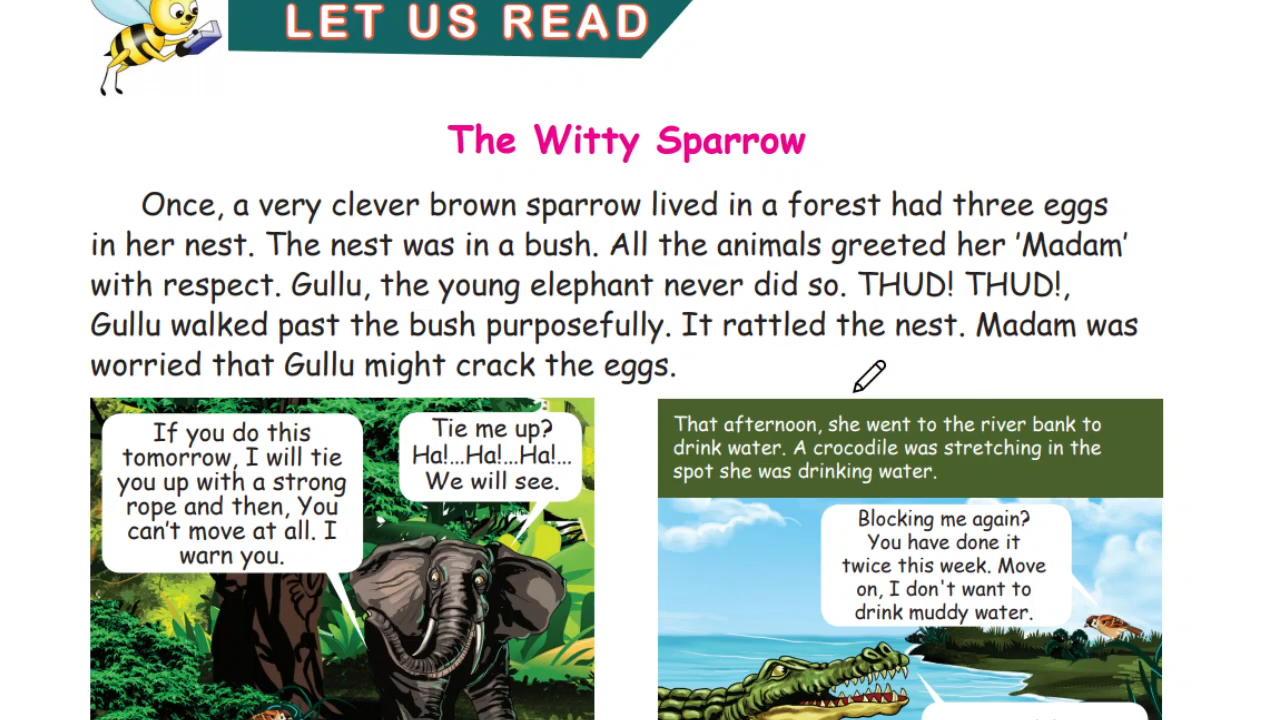 LET US READ
The Witty Sparrow
Once, a very clever brown sparrow lived in a forest had three eggs
in her nest. The nest was in a bush. All the animals greeted her 'Madam'
with respect. Gullu, the young elephant never did so. THUD! THUD!,
Gullu walked past the bush purposefully. It rattled the nest. Madam was
worried that Gullu might crack the eggs.
If you do this
tomorrow, I will tie
you up with a strong
rope and then, You
can't move at all. I
warn you.
Tie me up?
Ha!...Ha!...Ha!...
We will see.
That afternoon, she went to the river bank to
drink water. A crocodile was stretching in the
spot she was drinking water.
Blocking me again?
You have done it
twice this week. Move
on, I don't want to
drink muddy water.